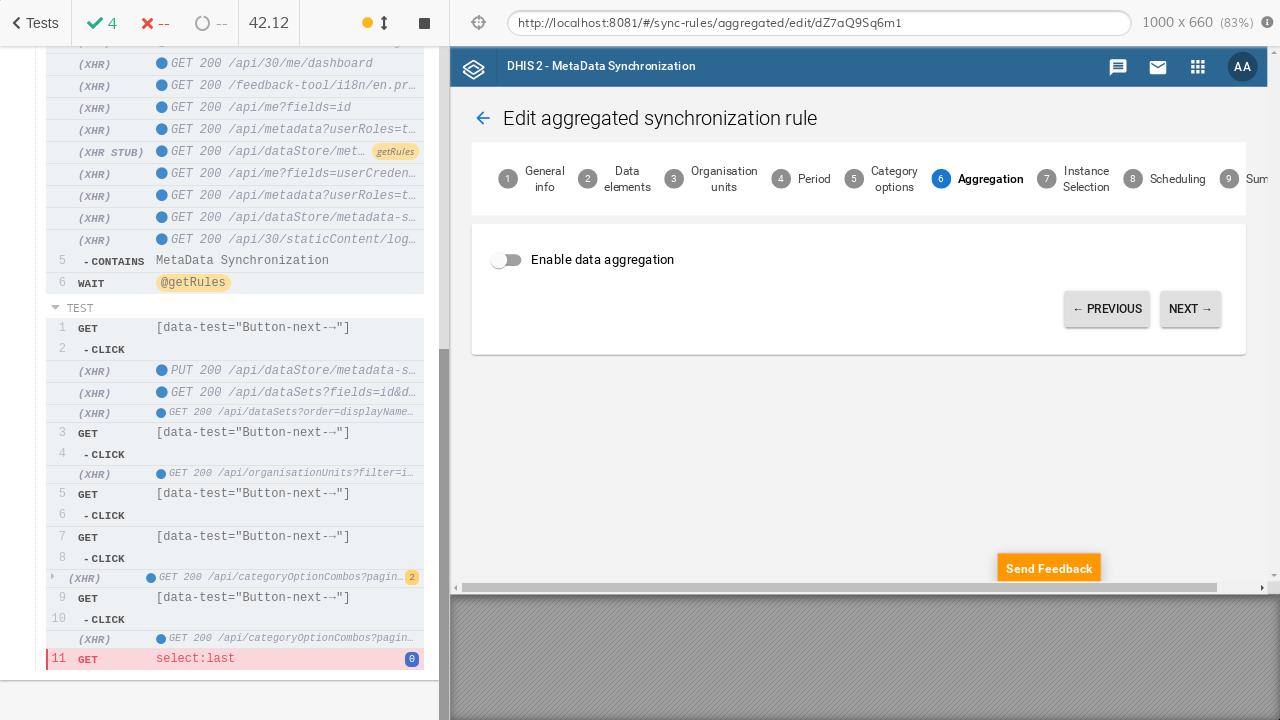 Tests 4 -- -- 42.12
(XHR) GET 200 /api/30/me/dashboard
(XHR) GET 200 /feedback-tool/i18n/en.pr…
(XHR) GET 200 /api/me?fields=id
(XHR) GET 200 /api/metadata?userRoles=t…
(XHR STUB) GET 200 /api/dataStore/met… getRules
(XHR) GET 200 /api/me?fields=userCreden…
(XHR) GET 200 /api/metadata?userRoles=t…
(XHR) GET 200 /api/dataStore/metadata-s…
(XHR) GET 200 /api/30/staticContent/log…
5 -CONTAINS MetaData Synchronization
6 WAIT @getRules
TEST
1 GET [data-test="Button-next-→"]
2 -CLICK
(XHR) PUT 200 /api/dataStore/metadata-s…
(XHR) GET 200 /api/dataSets?fields=id&d…
(XHR) GET 200 /api/dataSets?order=displayName…
3 GET [data-test="Button-next-→"]
4 -CLICK
(XHR) GET 200 /api/organisationUnits?filter=i…
5 GET [data-test="Button-next-→"]
6 -CLICK
7 GET [data-test="Button-next-→"]
8 -CLICK
(XHR) GET 200 /api/categoryOptionCombos?pagin… 2
9 GET [data-test="Button-next-→"]
10 -CLICK
(XHR) GET 200 /api/categoryOptionCombos?pagin…
11 GET select:last 0
http://localhost:8081/#/sync-rules/aggregated/edit/dZ7aQ9Sq6m1 1000 x 660 (83%)
DHIS 2 - MetaData Synchronization AA
Edit aggregated synchronization rule
1 General info
2 Data elements
3 Organisation units
4 Period
5 Category options
6 Aggregation
7 Instance Selection
8 Scheduling
9 Sum
Enable data aggregation
← PREVIOUS NEXT →
Send Feedback